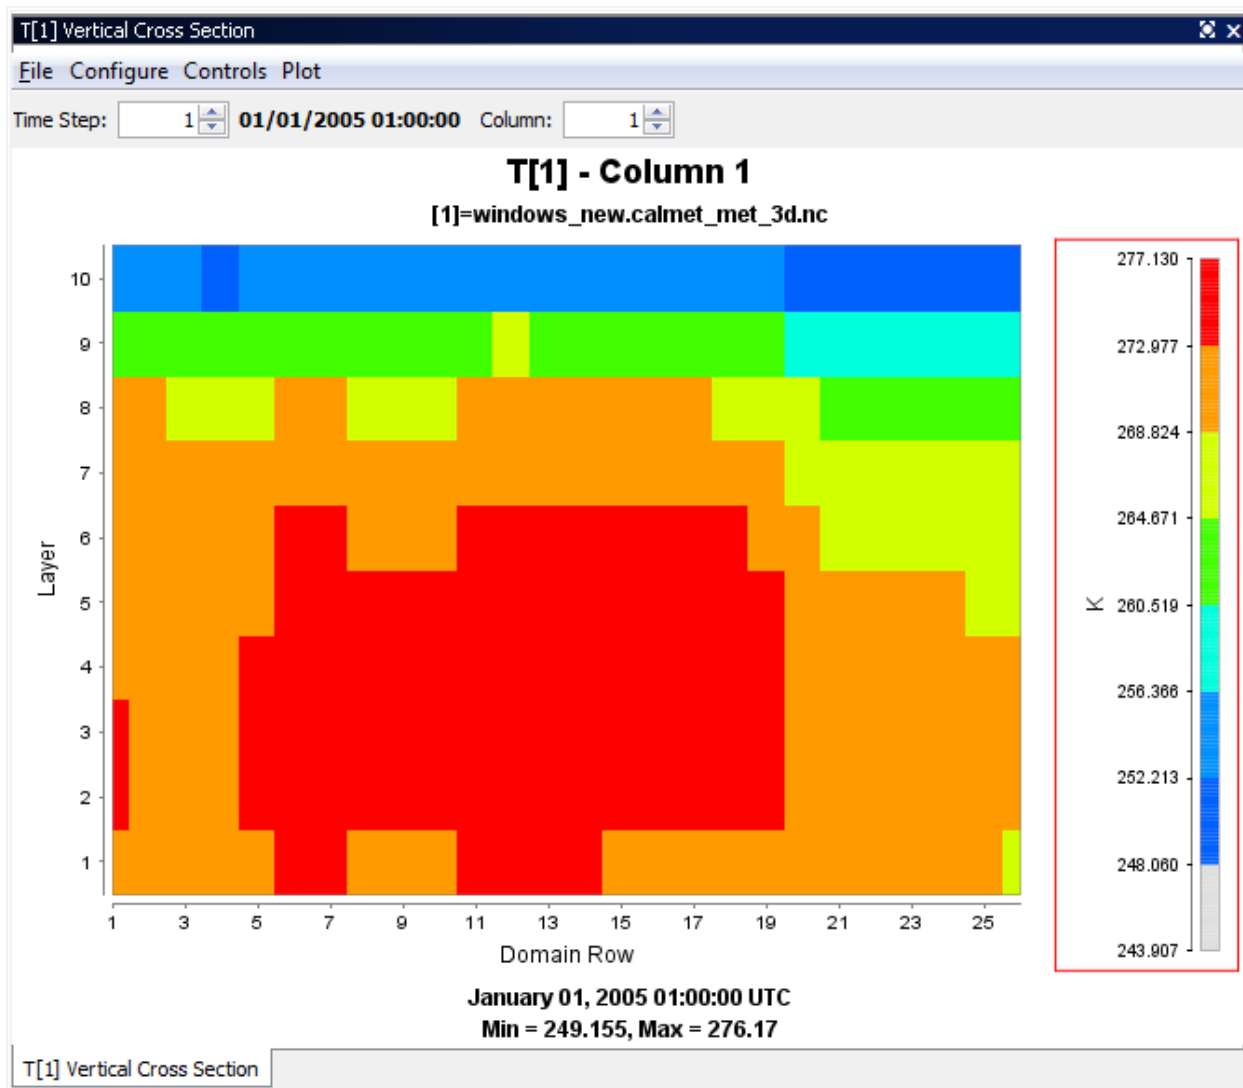 T[1] Vertical Cross Section
File Configure Controls Plot
Time Step: 1 01/01/2005 01:00:00 Column: 1
T[1] - Column 1
[1]=windows_new.calmet_met_3d.nc
10
9
8
7
6
5
4
3
2
1
Layer
1 3 5 7 9 11 13 15 17 19 21 23 25
Domain Row
277.130
272.977
268.824
264.671
260.519
256.366
252.213
248.060
243.907
K
January 01, 2005 01:00:00 UTC
Min = 249.155, Max = 276.17
T[1] Vertical Cross Section